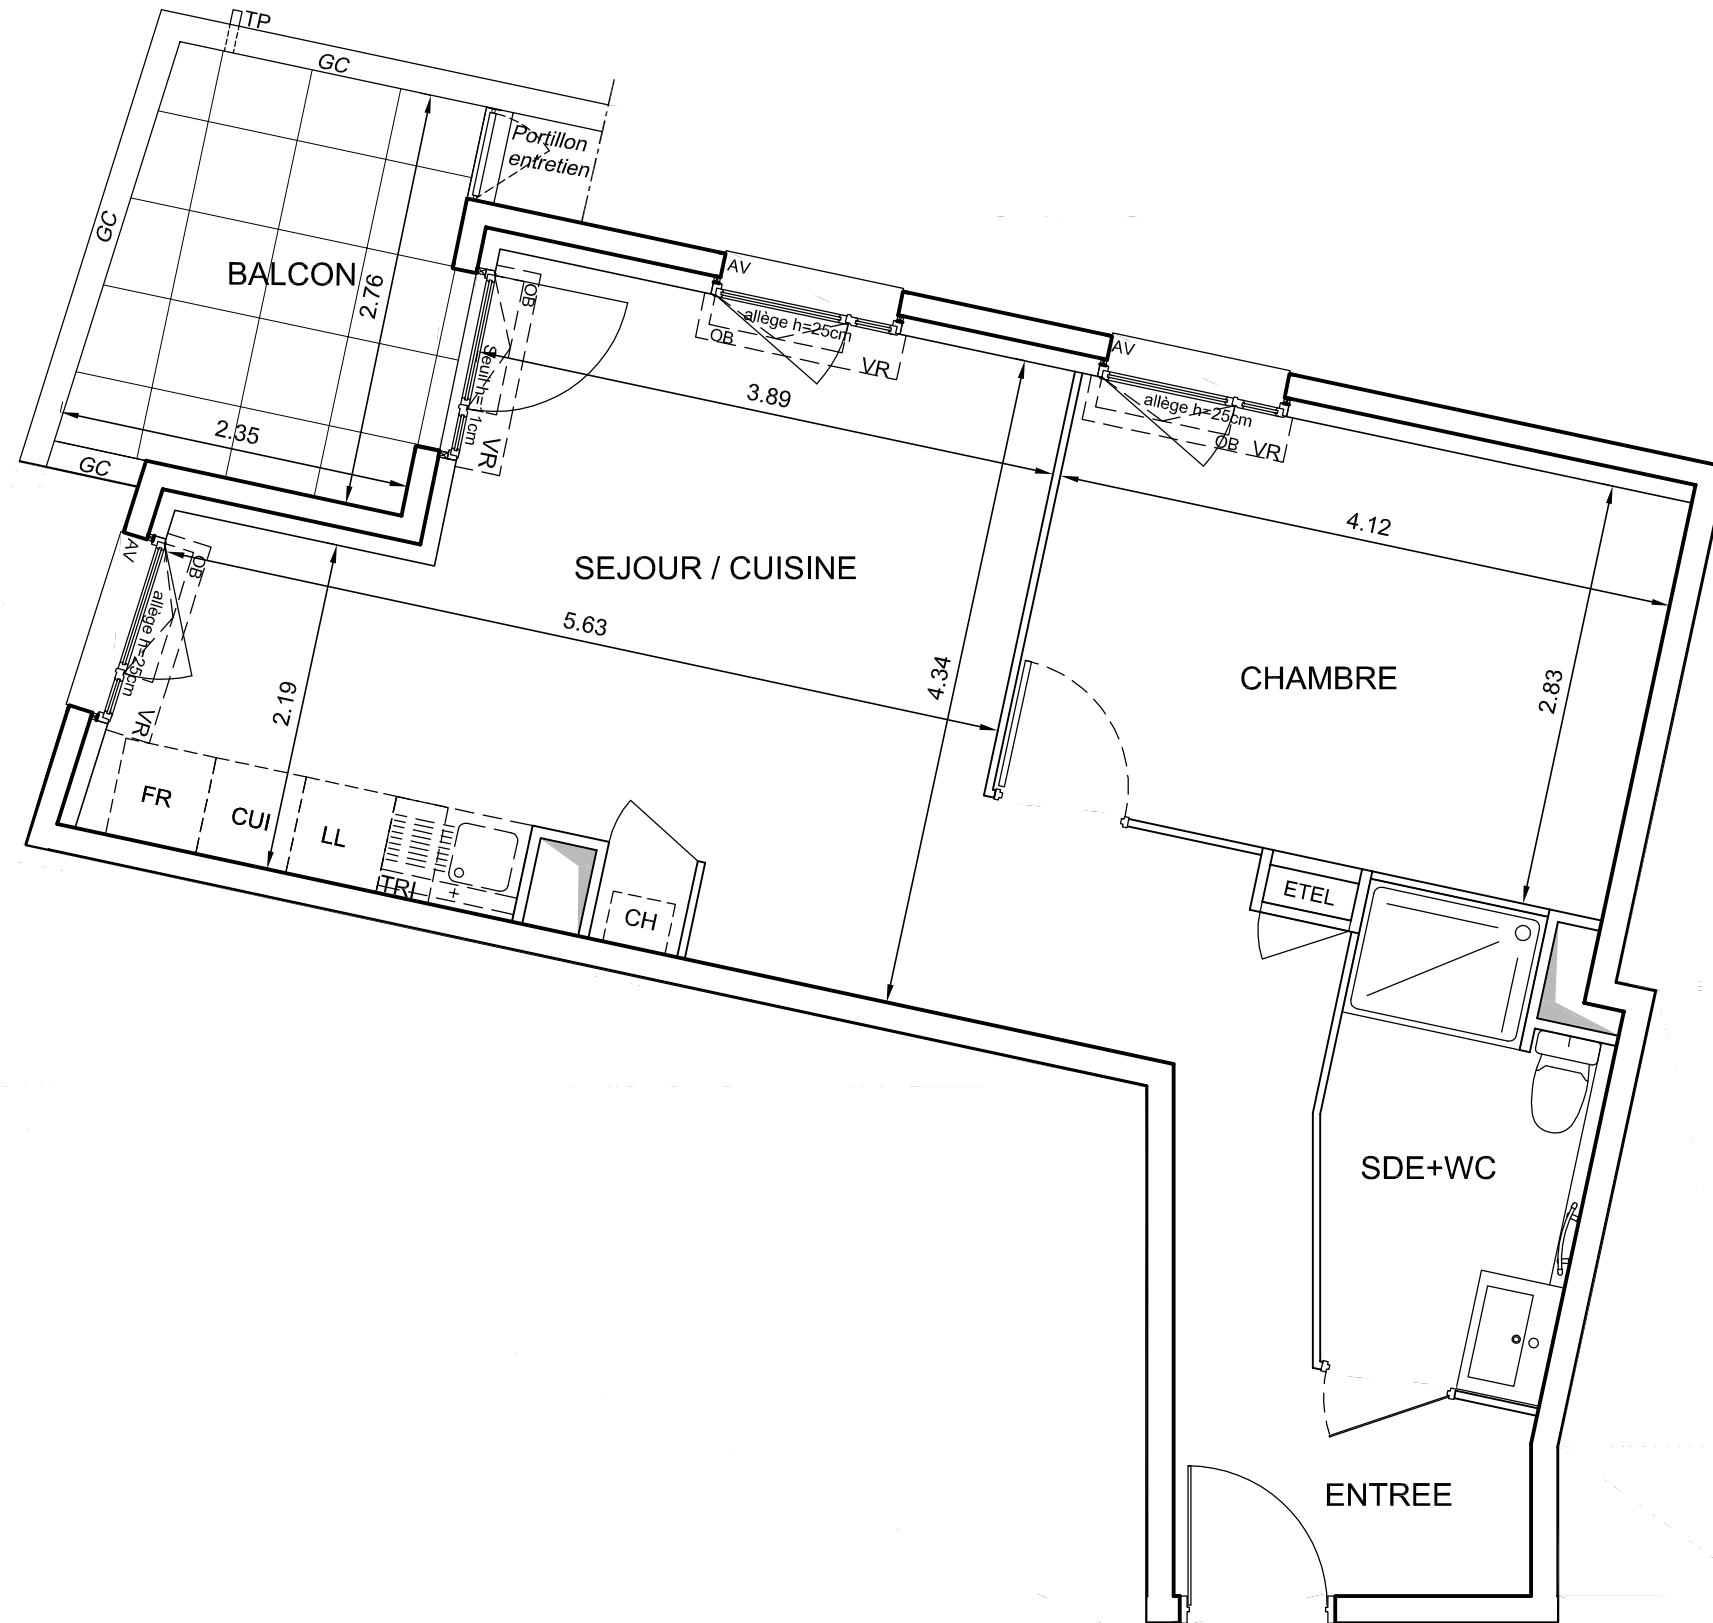 TP
GC
Portillon
entretien
GC
BALCON
2.76
2.35
GC
OB
Seuil h=11cm
VR
AV
allège h=25cm
OB
VR
3.89
AV
allège h=25cm
OB
VR
4.12
AV
OB
allège h=25cm
VR
SEJOUR / CUISINE
5.63
2.19
4.34
CHAMBRE
2.83
FR
CUI
LL
TRI
CH
ETEL
SDE+WC
ENTREE